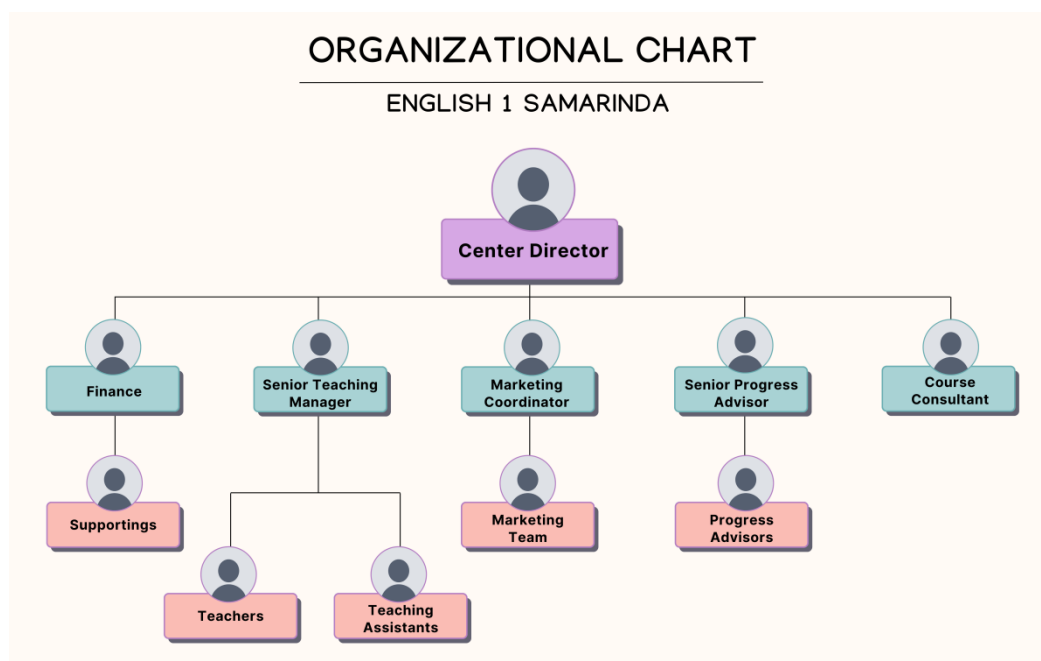 ORGANIZATIONAL CHART
ENGLISH 1 SAMARINDA
Center Director
Finance
Senior Teaching
Manager
Marketing
Coordinator
Senior Progress
Advisor
Course
Consultant
Supportings
Marketing
Team
Progress
Advisors
Teachers
Teaching
Assistants